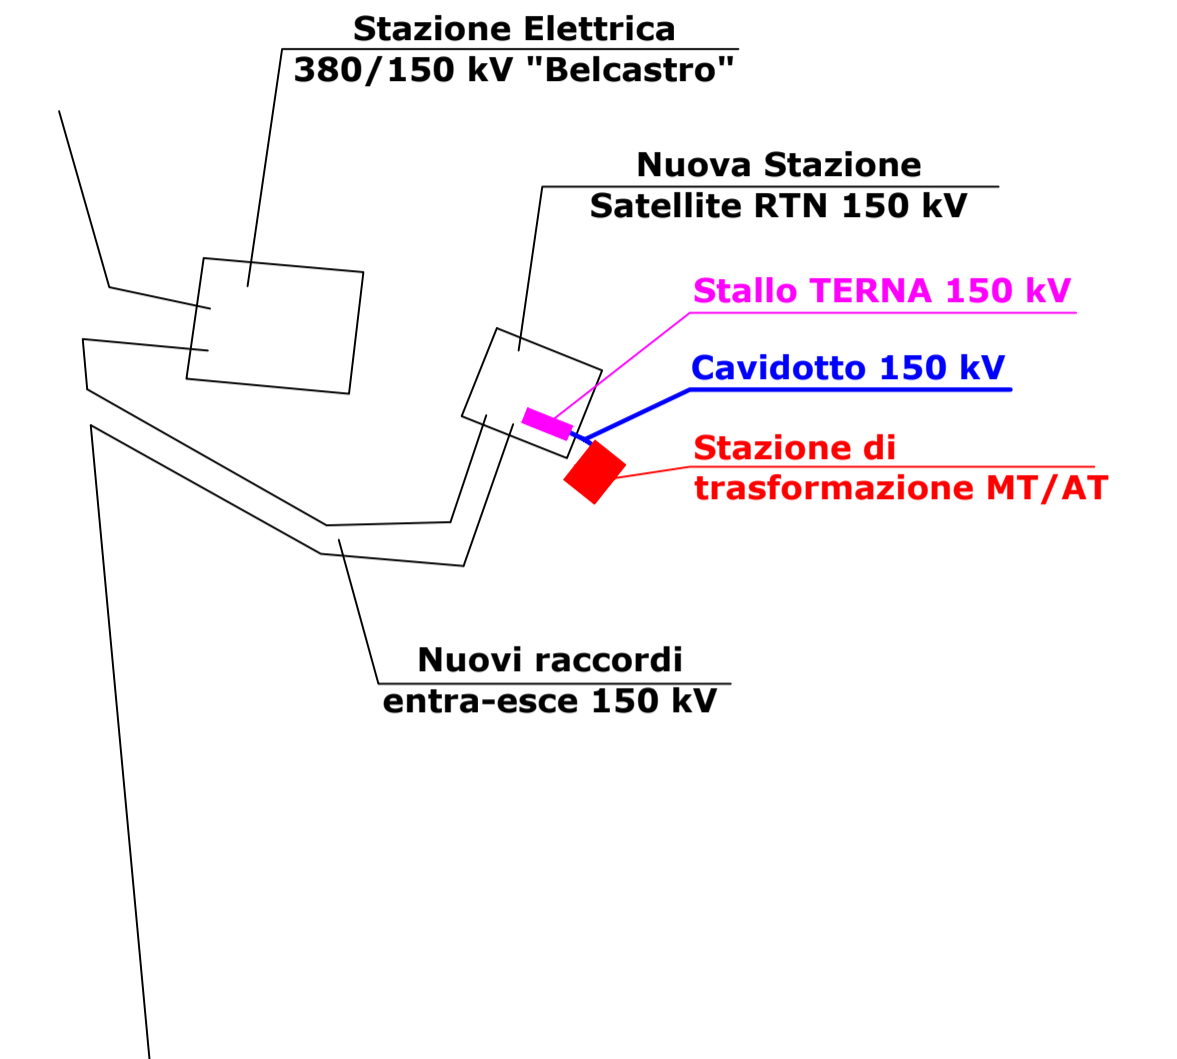 Stazione Elettrica
380/150 kV "Belcastro"
Nuova Stazione
Satellite RTN 150 kV
Stallo TERNA 150 kV
Cavidotto 150 kV
Stazione di
trasformazione MT/AT
Nuovi raccordi
entra-esce 150 kV